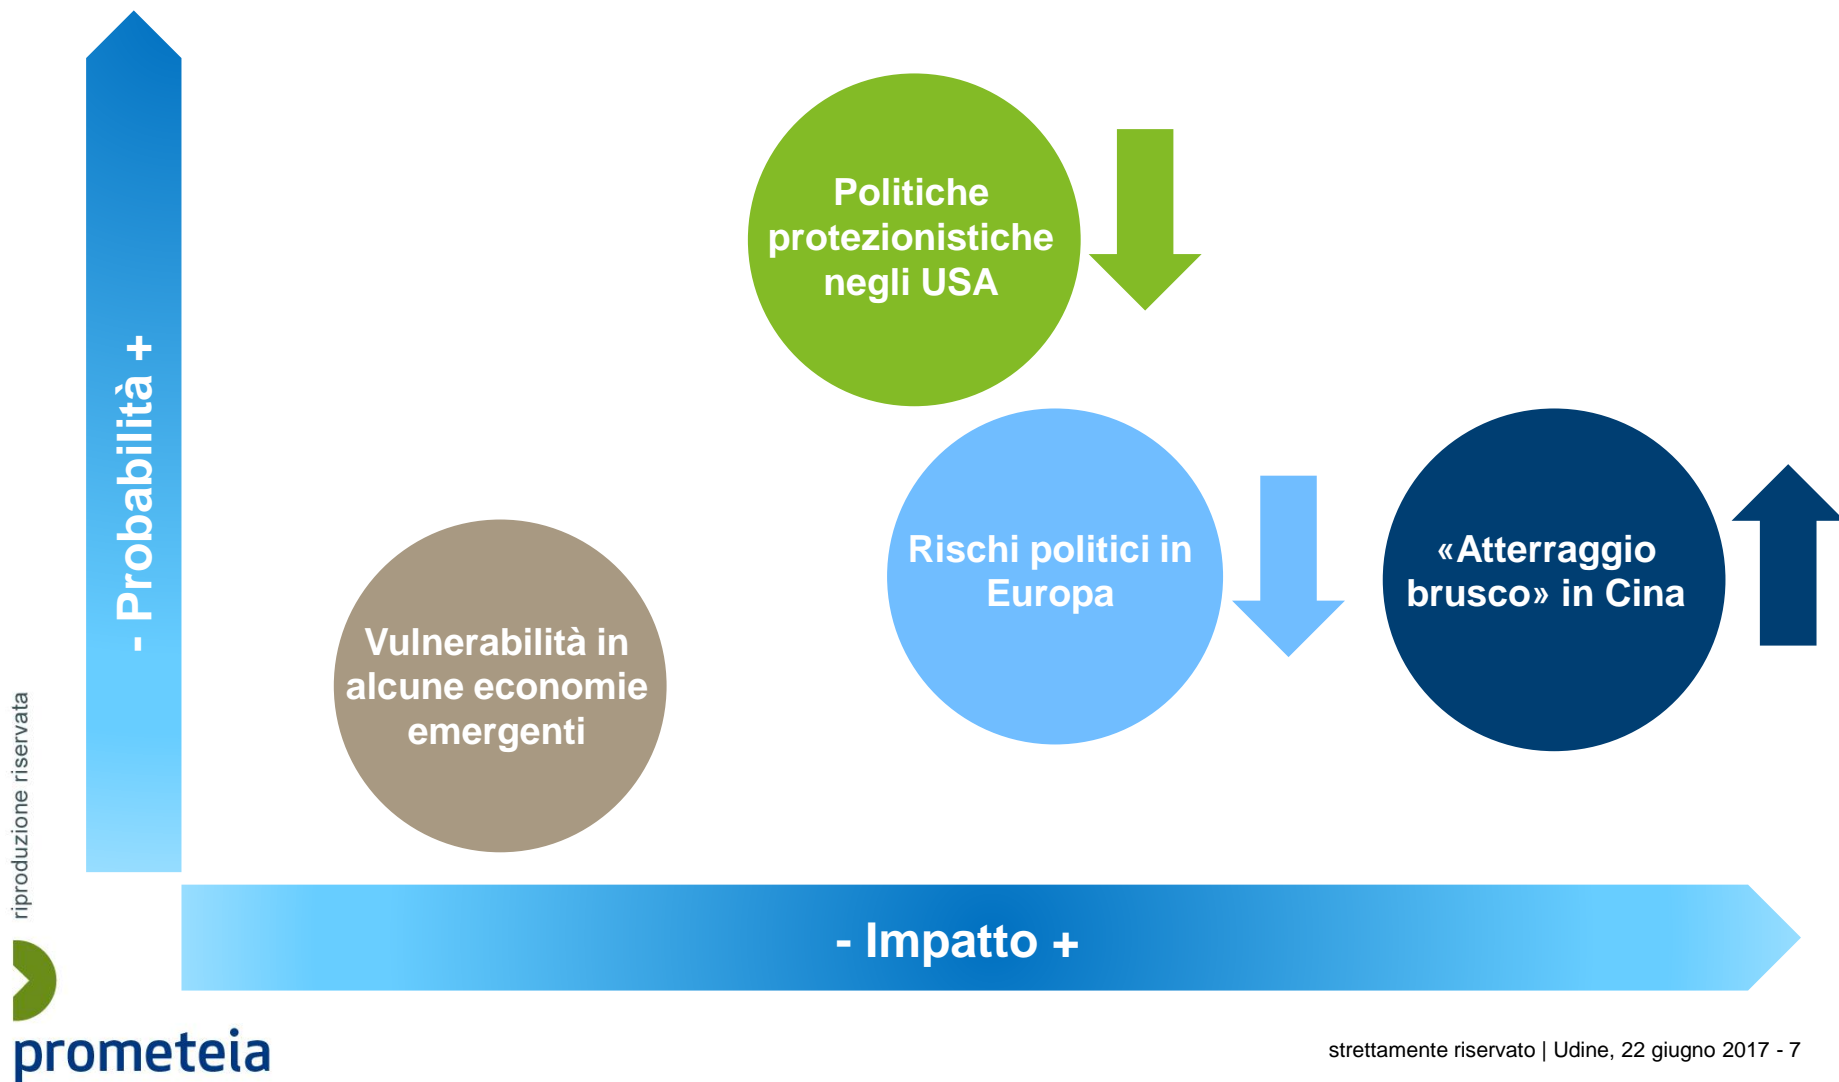 - Probabilità +
Politiche
protezionistiche
negli USA
Rischi politici in
Europa
«Atterraggio
brusco» in Cina
Vulnerabilità in
alcune economie
emergenti
- Impatto +
riproduzione riservata
prometeia
strettamente riservato | Udine, 22 giugno 2017 - 7